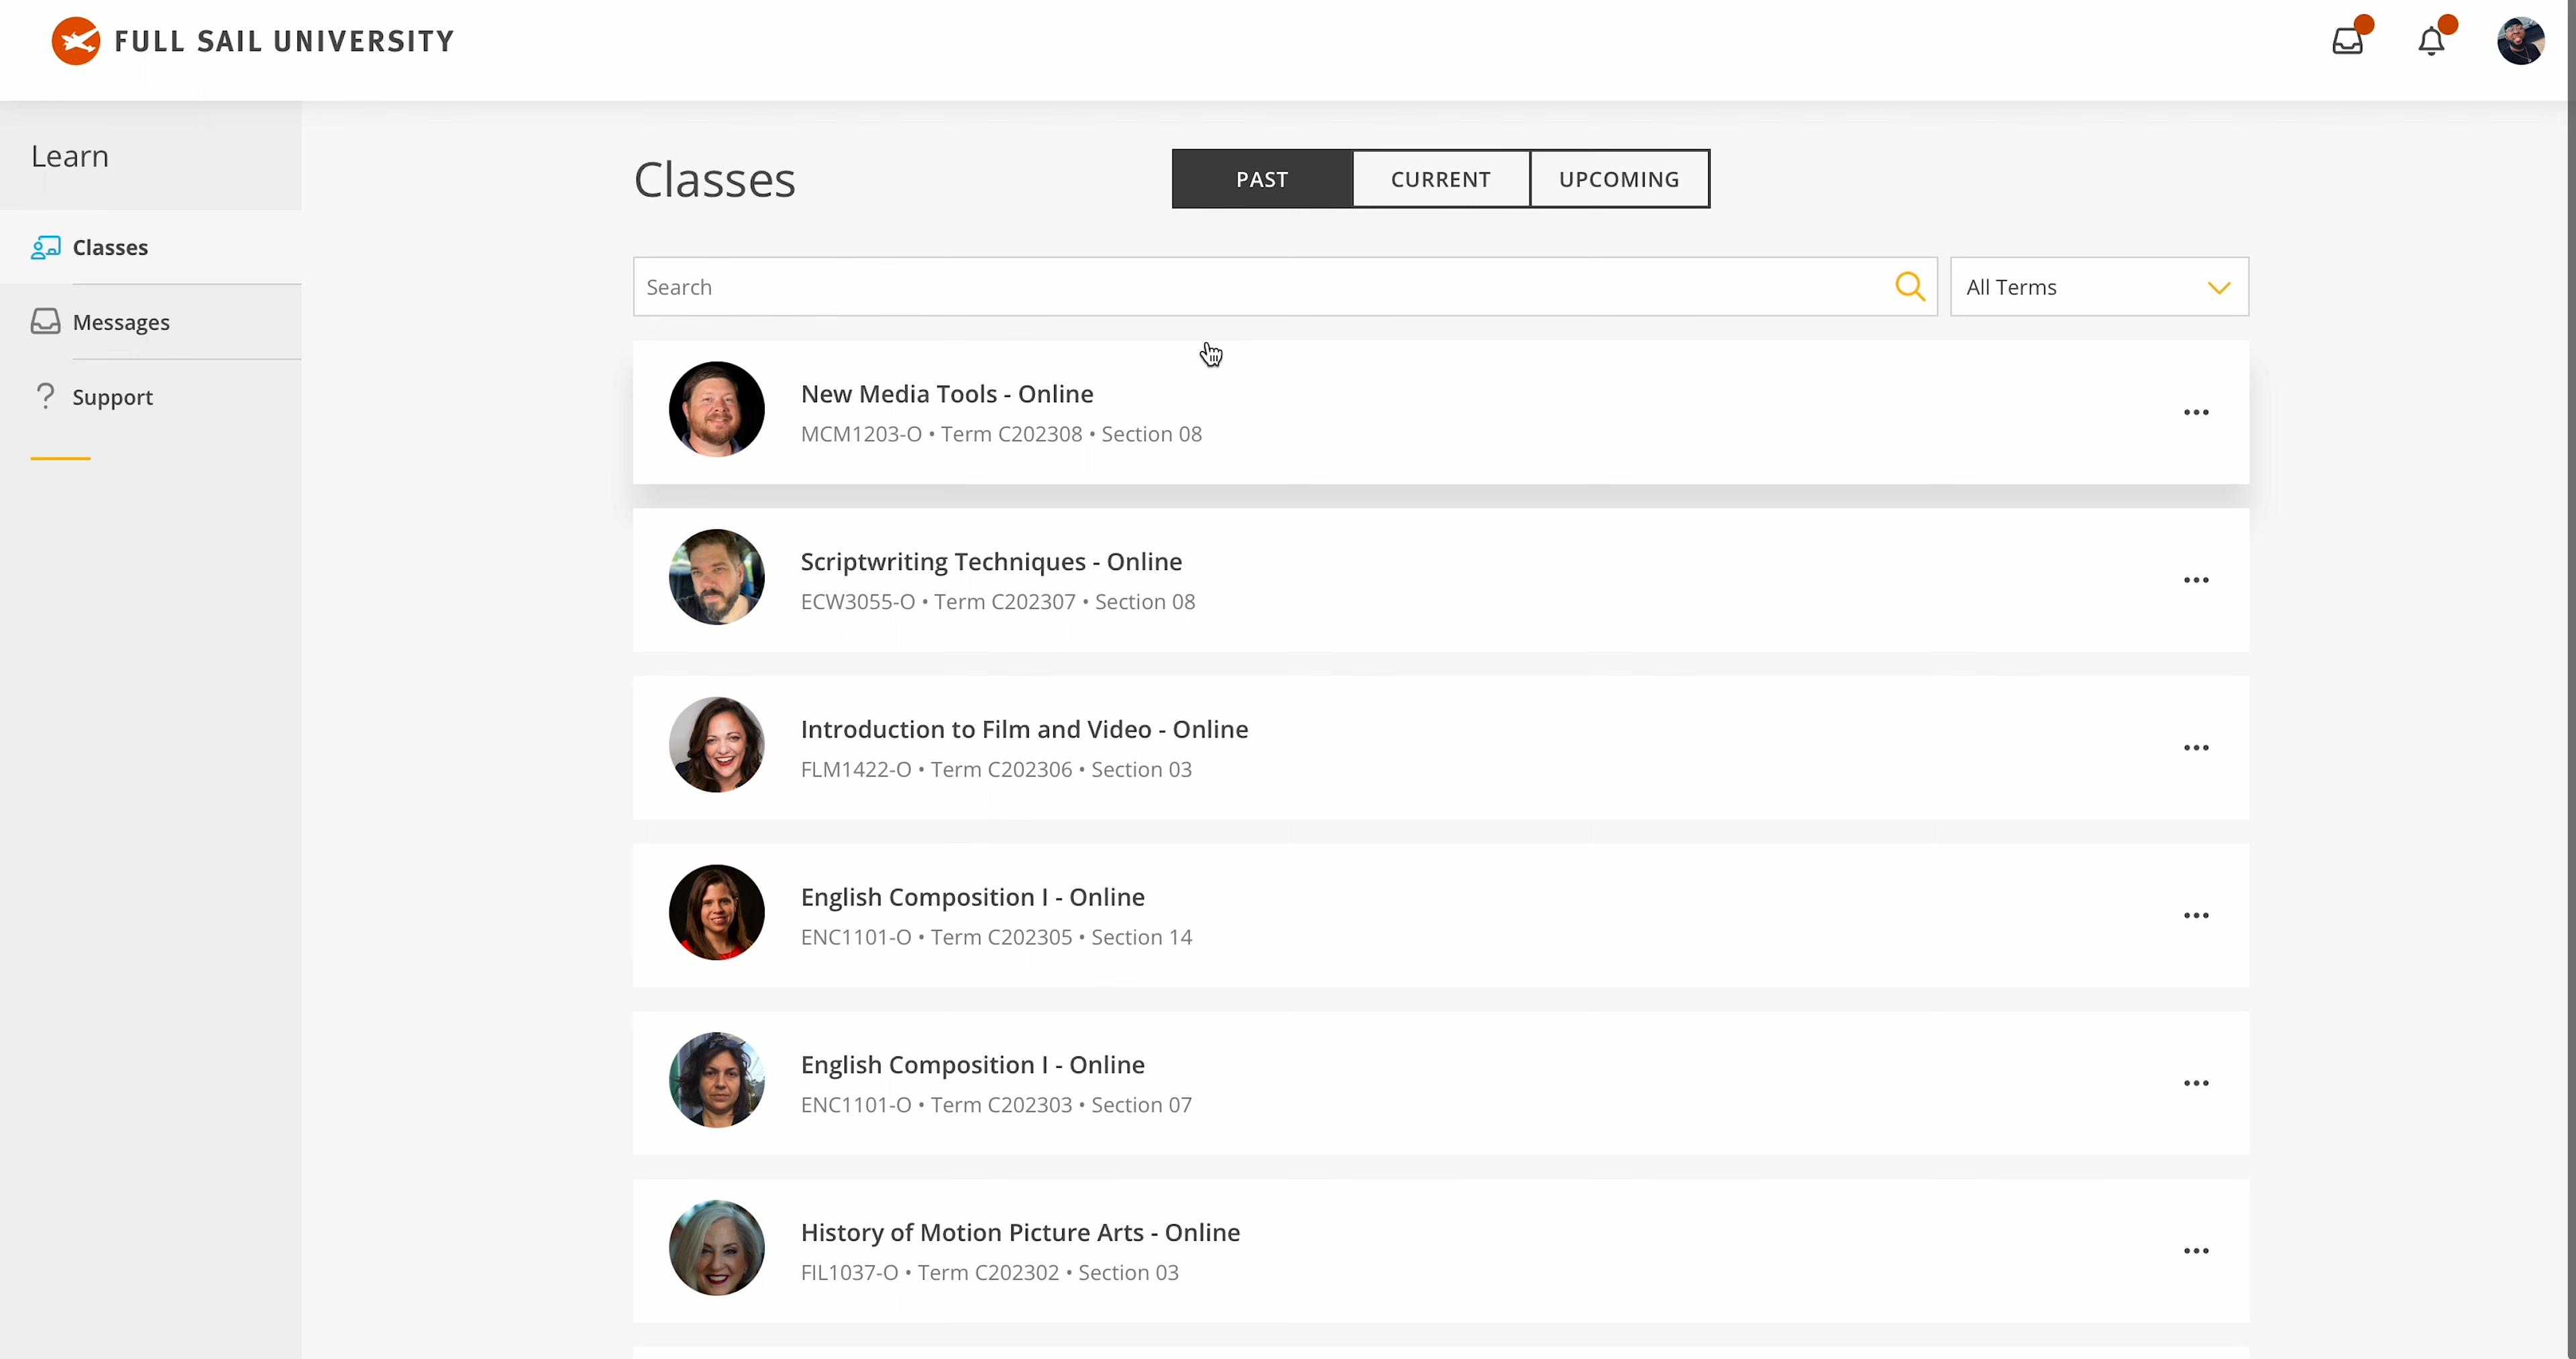 FULL SAIL UNIVERSITY
Learn
Classes
Messages
? Support
Classes
PAST
CURRENT
UPCOMING
Search
All Terms
New Media Tools - Online
MCM1203-O • Term C202308 • Section 08
Scriptwriting Techniques - Online
ECW3055-O • Term C202307 • Section 08
Introduction to Film and Video - Online
FLM1422-O • Term C202306 • Section 03
English Composition I - Online
ENC1101-O • Term C202305 • Section 14
English Composition I - Online
ENC1101-O • Term C202303 • Section 07
History of Motion Picture Arts - Online
FIL1037-O • Term C202302 • Section 03